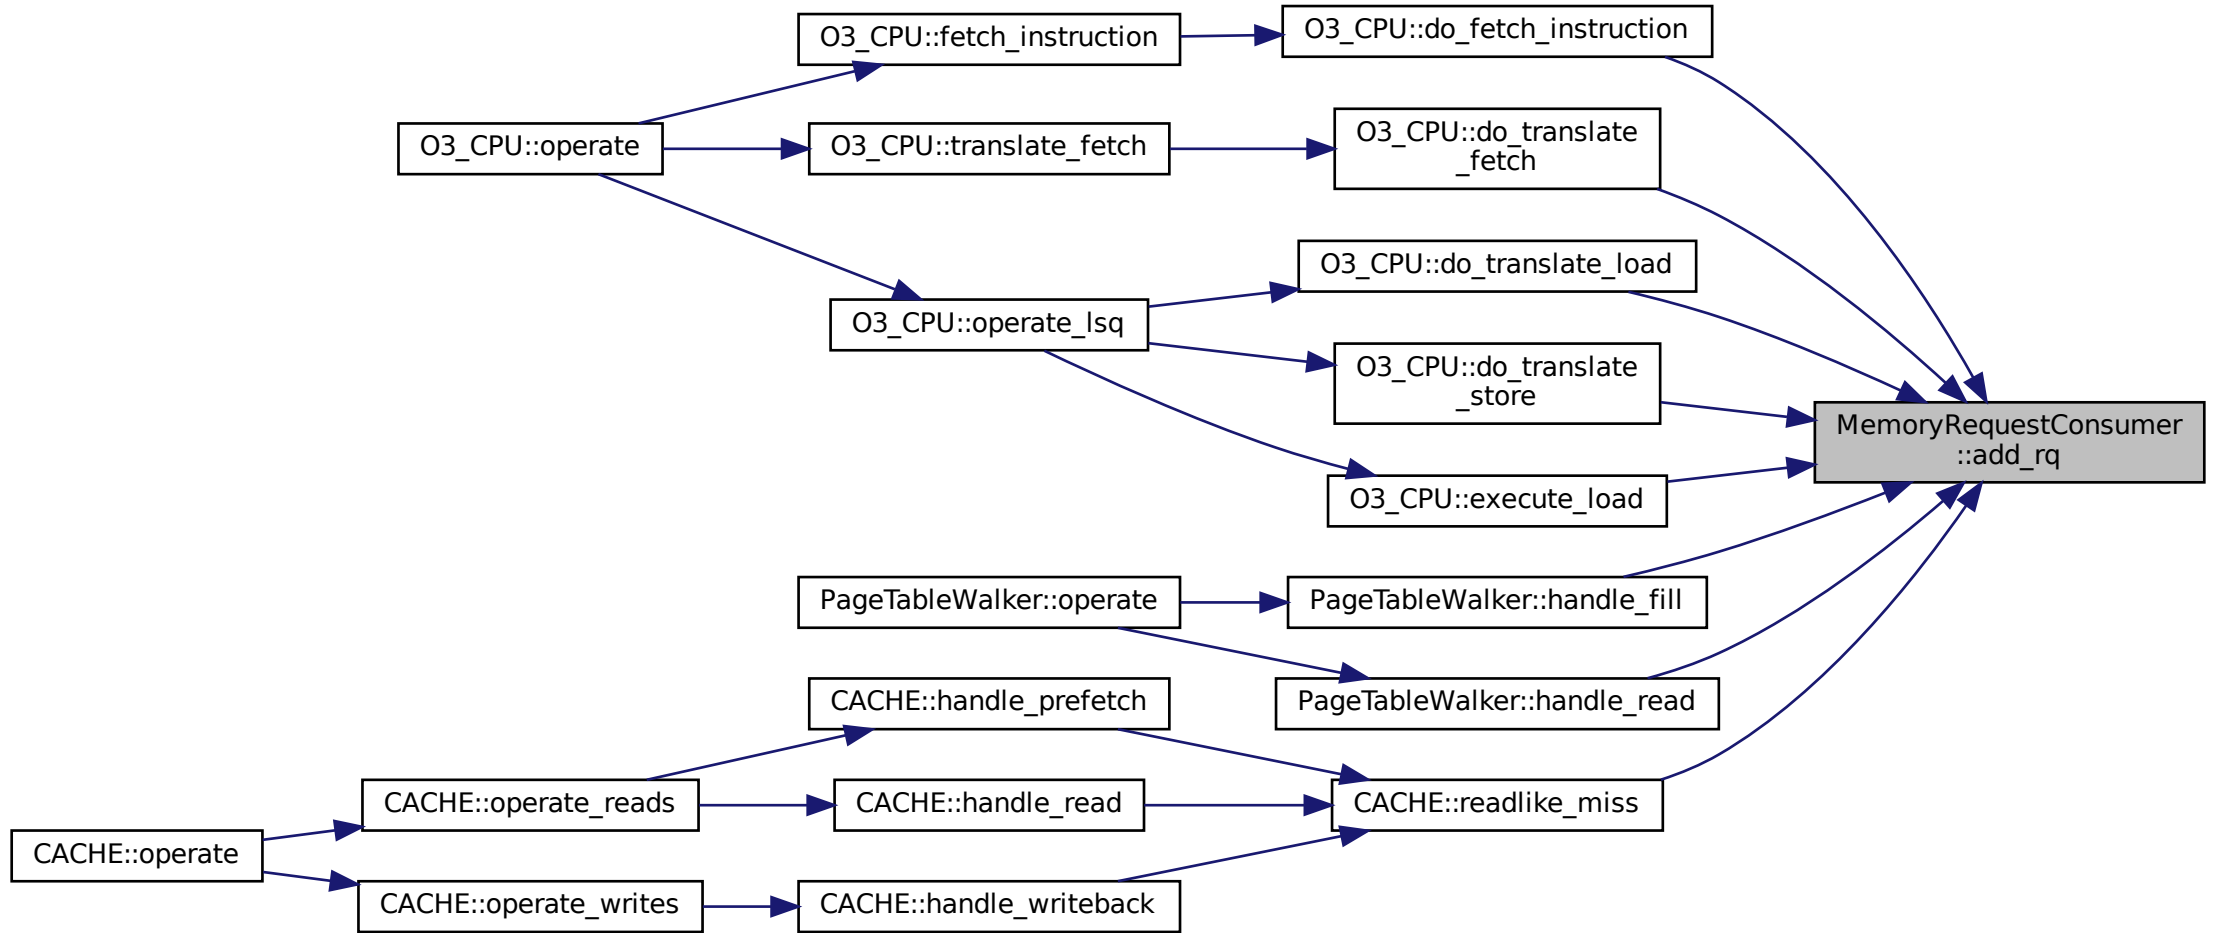 O3_CPU::fetch_instruction
O3_CPU::do_fetch_instruction
O3_CPU::operate
O3_CPU::translate_fetch
O3_CPU::do_translate
_fetch
O3_CPU::do_translate_load
O3_CPU::operate_lsq
O3_CPU::do_translate
_store
MemoryRequestConsumer
::add_rq
O3_CPU::execute_load
PageTableWalker::operate
PageTableWalker::handle_fill
CACHE::handle_prefetch
PageTableWalker::handle_read
CACHE::operate_reads
CACHE::handle_read
CACHE::readlike_miss
CACHE::operate
CACHE::operate_writes
CACHE::handle_writeback